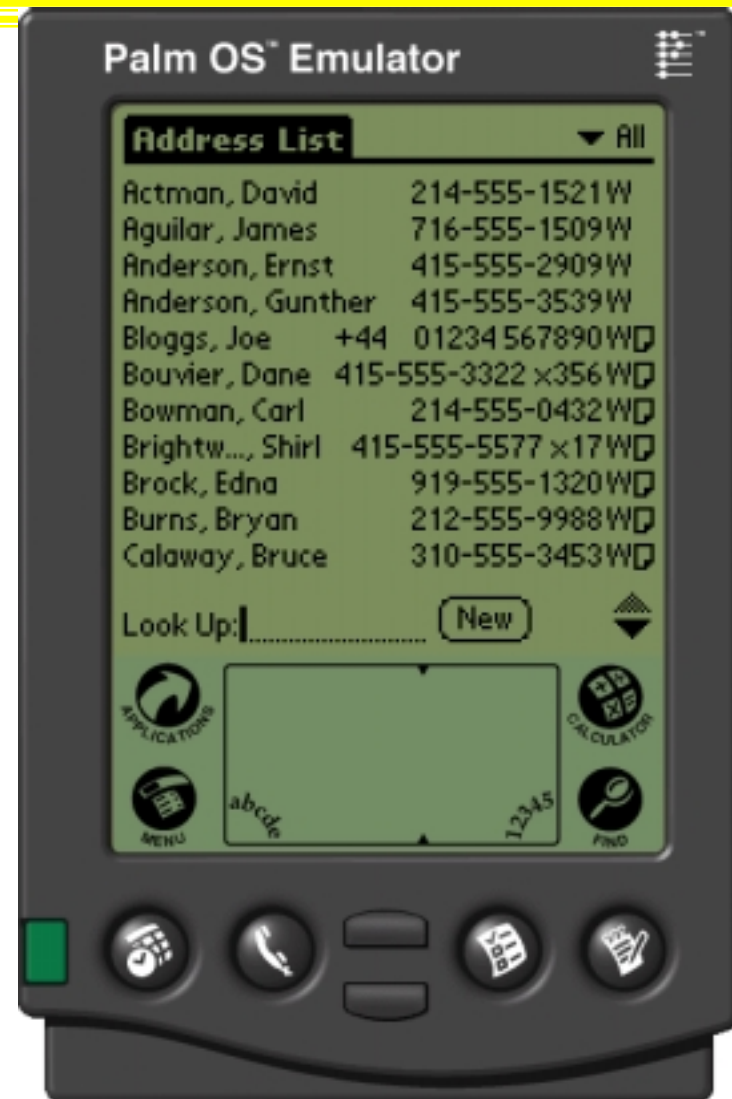 Palm OS™ Emulator
Address List All
Actman, David 214-555-1521 W
Aguilar, James 716-555-1509 W
Anderson, Ernst 415-555-2909 W
Anderson, Gunther 415-555-3539 W
Bloggs, Joe +44 01234 567890 W
Bouvier, Dane 415-555-3322 x356 W
Bowman, Carl 214-555-0432 W
Brightw..., Shirl 415-555-5577 x17 W
Brock, Edna 919-555-1320 W
Burns, Bryan 212-555-9988 W
Calaway, Bruce 310-555-3453 W
Look Up: New
APPLICATIONS CALCULATOR
abcde 12345
MENU FIND